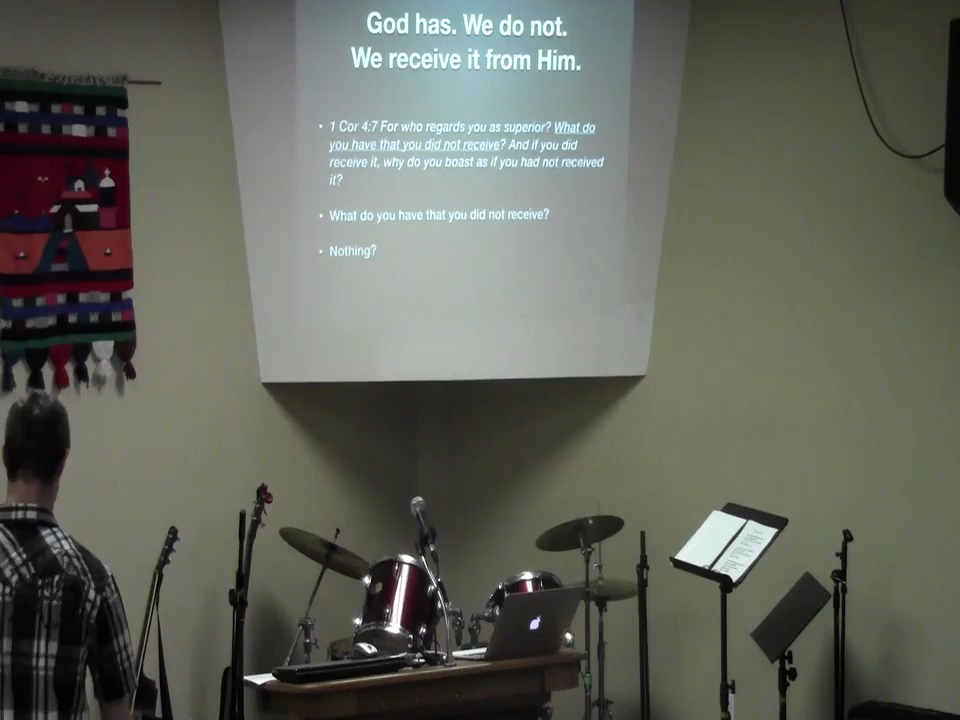 God has. We do not.
We receive it from Him.
• 1 Cor 4:7 For who regards you as superior? What do
you have that you did not receive? And if you did
receive it, why do you boast as if you had not received
it?
• What do you have that you did not receive?
• Nothing?